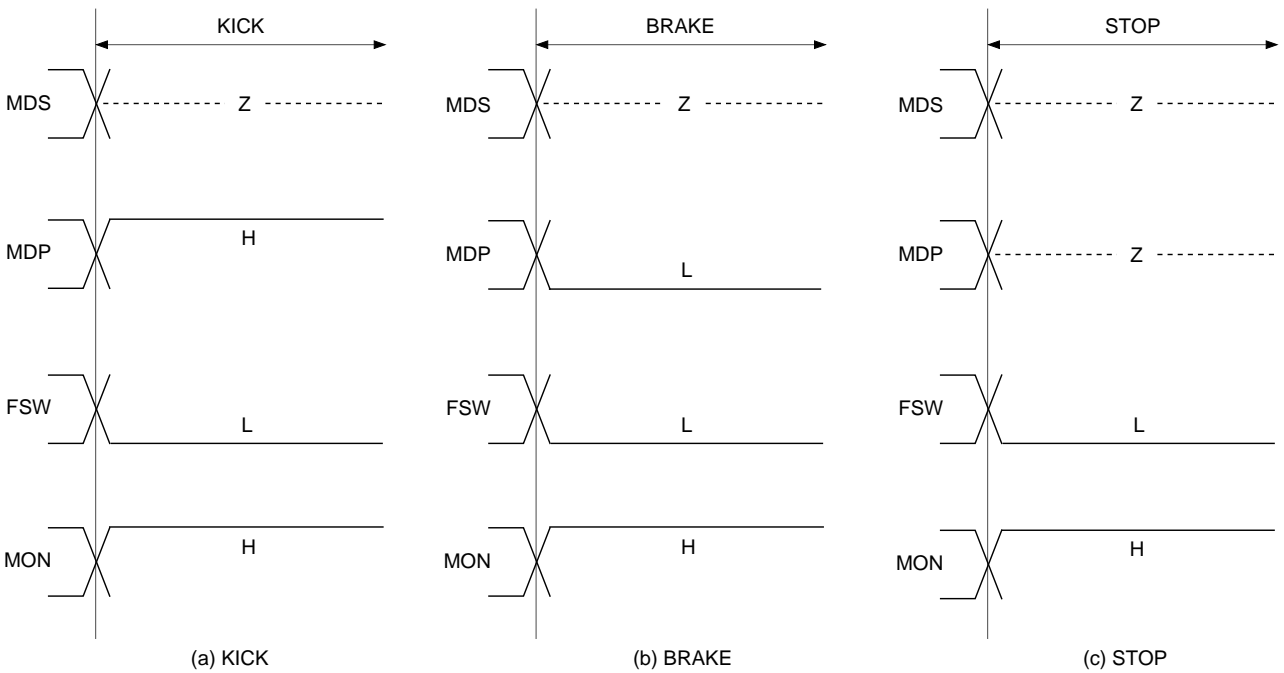 KICK
MDS
Z
MDP
H
FSW
L
MON
H
(a) KICK
BRAKE
MDS
Z
MDP
L
FSW
L
MON
H
(b) BRAKE
STOP
MDS
Z
MDP
Z
FSW
L
MON
H
(c) STOP